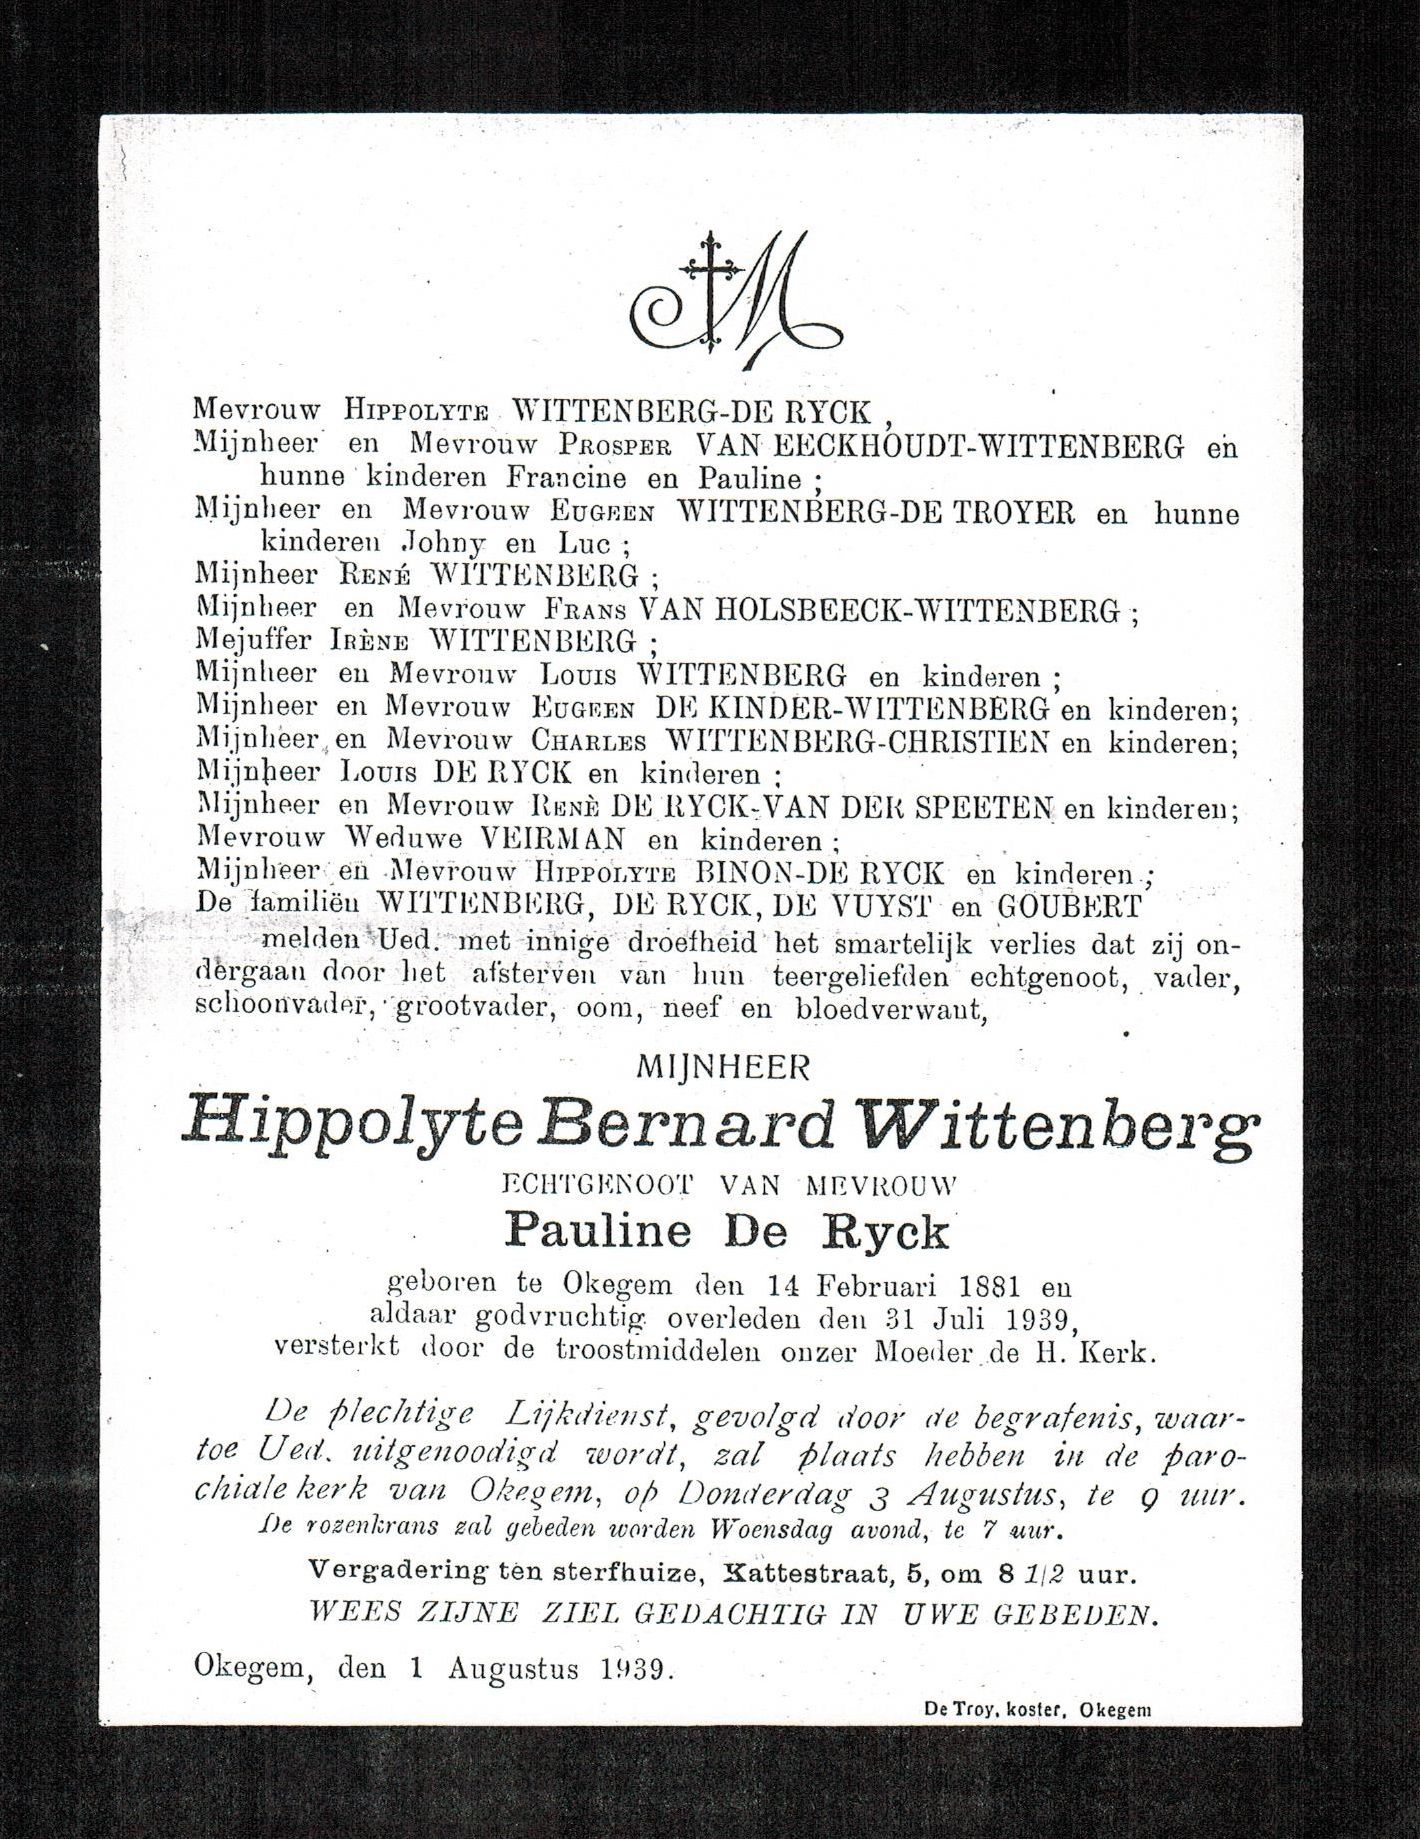 M
Mevrouw HIPPOLYTE WITTENBERG-DE RYCK,
Mijnheer en Mevrouw PROSPER VAN EECKHOUDT-WITTENBERG en
hunne kinderen Francine en Pauline ;
Mijnheer en Mevrouw EUGEEN WITTENBERG-DE TROYER en hunne
kinderen Johny en Luc ;
Mijnheer RENÉ WITTENBERG ;
Mijnheer en Mevrouw FRANS VAN HOLSBEECK-WITTENBERG ;
Mejuffer IRÈNE WITTENBERG ;
Mijnheer en Mevrouw LOUIS WITTENBERG en kinderen ;
Mijnheer en Mevrouw EUGEEN DE KINDER-WITTENBERG en kinderen;
Mijnheer en Mevrouw CHARLES WITTENBERG-CHRISTIEN en kinderen;
Mijnheer LOUIS DE RYCK en kinderen ;
Mijnheer en Mevrouw RENÈ DE RYCK-VAN DER SPEETEN en kinderen;
Mevrouw Weduwe VEIRMAN en kinderen ;
Mijnheer en Mevrouw HIPPOLYTE BINON-DE RYCK en kinderen ;
De familiën WITTENBERG, DE RYCK, DE VUYST en GOUBERT
melden Ued. met innige droefheid het smartelijk verlies dat zij on-
dergaan door het afsterven van hun teergeliefden echtgenoot, vader,
schoonvader, grootvader, oom, neef en bloedverwant,
MIJNHEER
Hippolyte Bernard Wittenberg
ECHTGENOOT VAN MEVROUW
Pauline De Ryck
geboren te Okegem den 14 Februari 1881 en
aldaar godvruchtig overleden den 31 Juli 1939,
versterkt door de troostmiddelen onzer Moeder de H. Kerk.
De plechtige Lijkdienst, gevolgd door de begrafenis, waar-
toe Ued. uitgenoodigd wordt, zal plaats hebben in de paro-
chiale kerk van Okegem, op Donderdag 3 Augustus, te 9 uur.
De rozenkrans zal gebeden worden Woensdag avond, te 7 uur.
Vergadering ten sterfhuize, Kattestraat, 5, om 8 1/2 uur.
WEES ZIJNE ZIEL GEDACHTIG IN UWE GEBEDEN.
Okegem, den 1 Augustus 1939.
De Troy, koster, Okegem